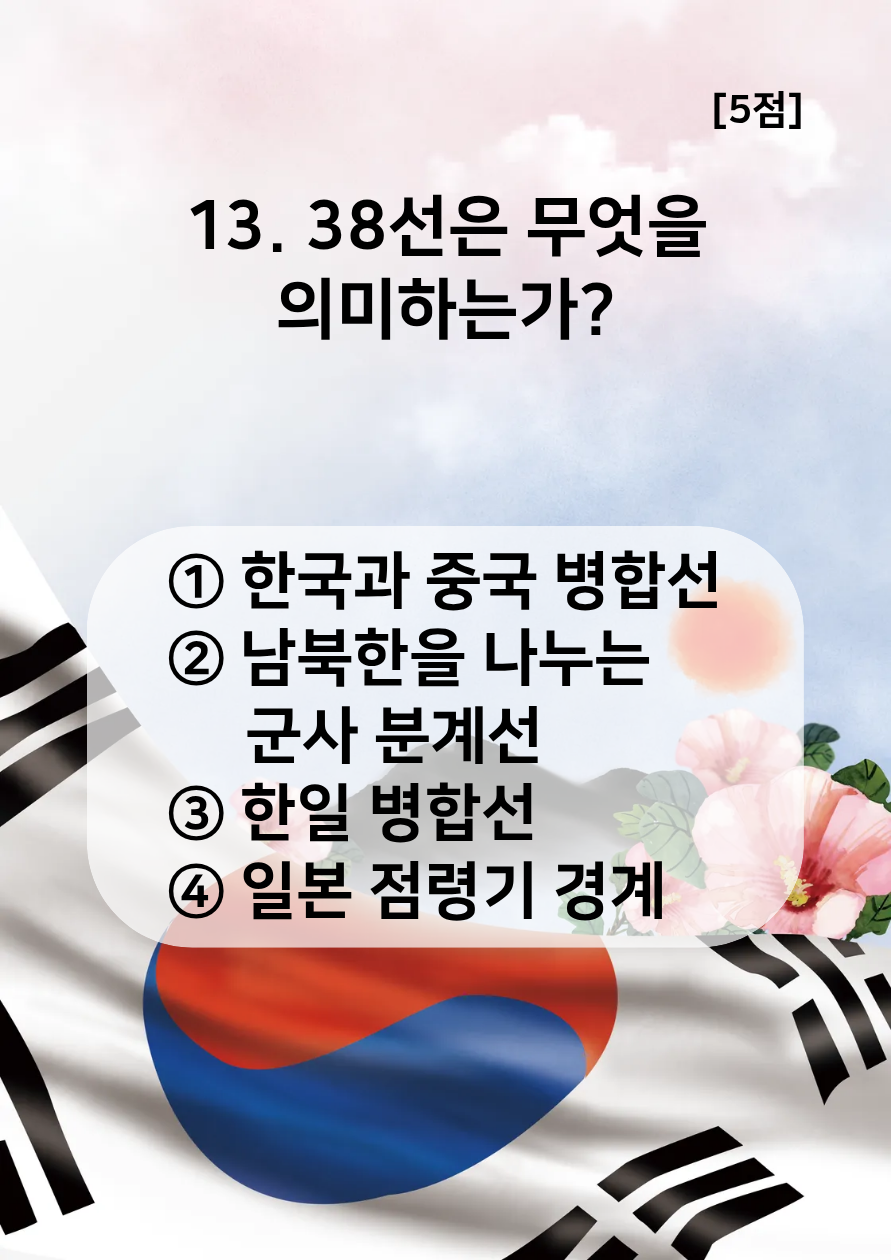 [5점]
13. 38선은 무엇을
의미하는가?
① 한국과 중국 병합선
② 남북한을 나누는
군사 분계선
③ 한일 병합선
④ 일본 점령기 경계